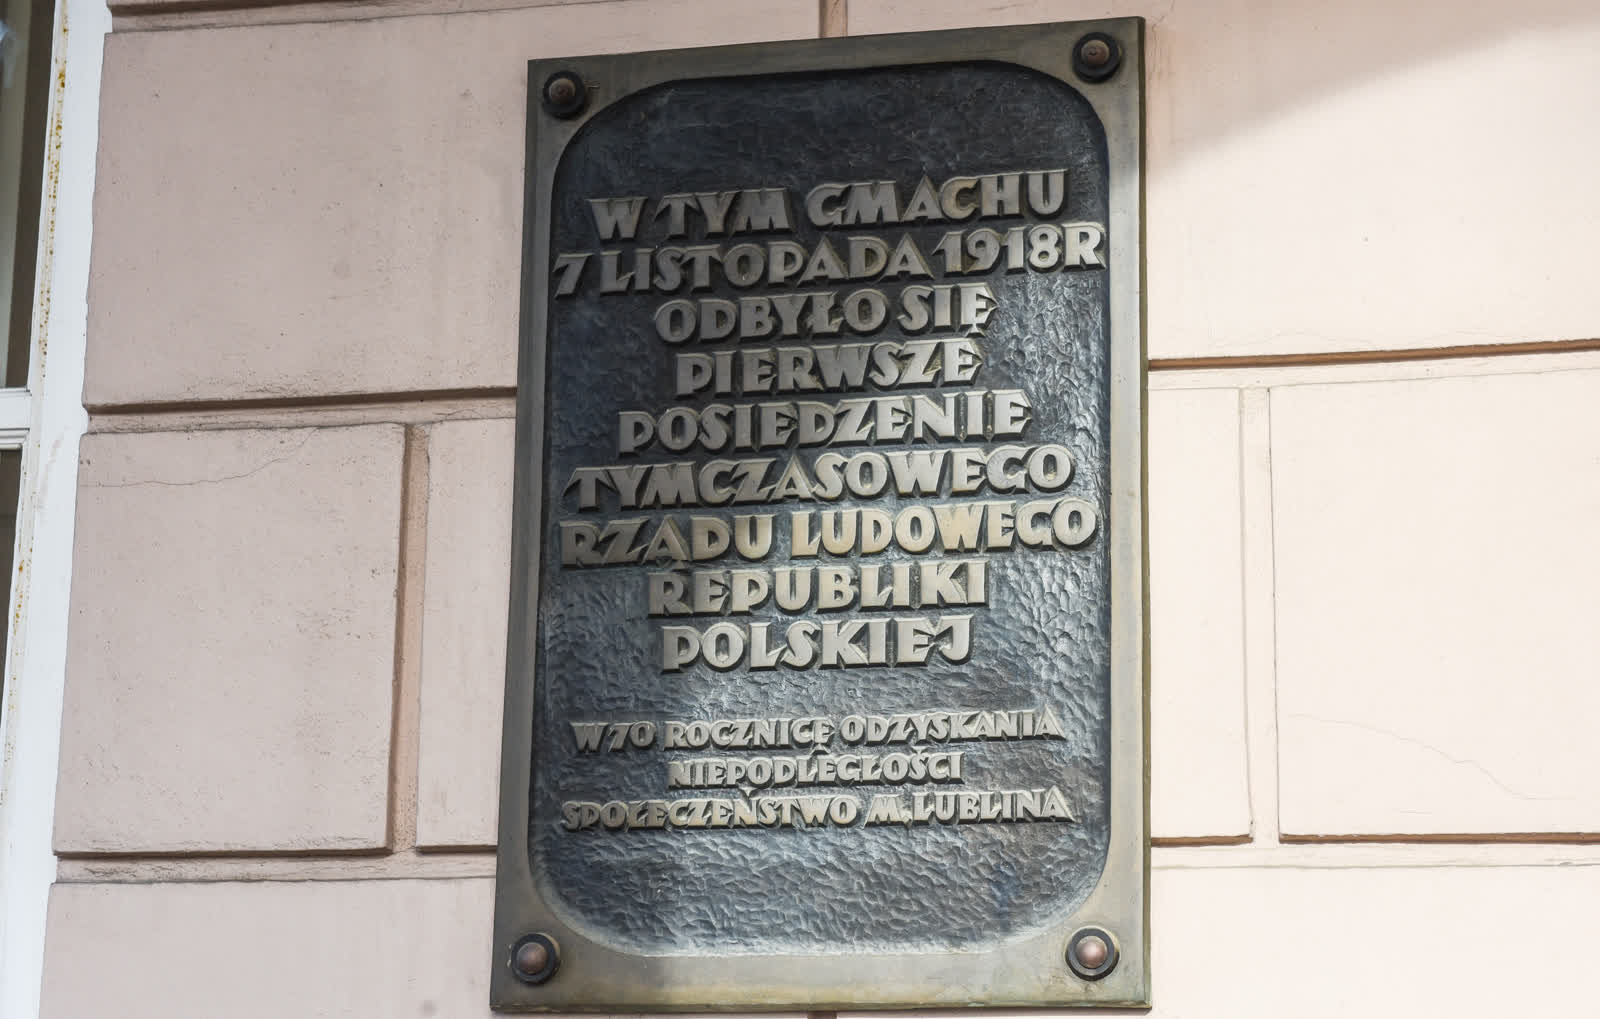 W TYM GMACHU
7 LISTOPADA 1918 R
ODBYŁO SIĘ
PIERWSZE
POSIEDZENIE
TYMCZASOWEGO
RZĄDU LUDOWEGO
REPUBLIKI
POLSKIEJ
W 70 ROCZNICĘ ODZYSKANIA
NIEPODLEGŁOŚCI
SPOŁECZEŃSTWO M. LUBLINA